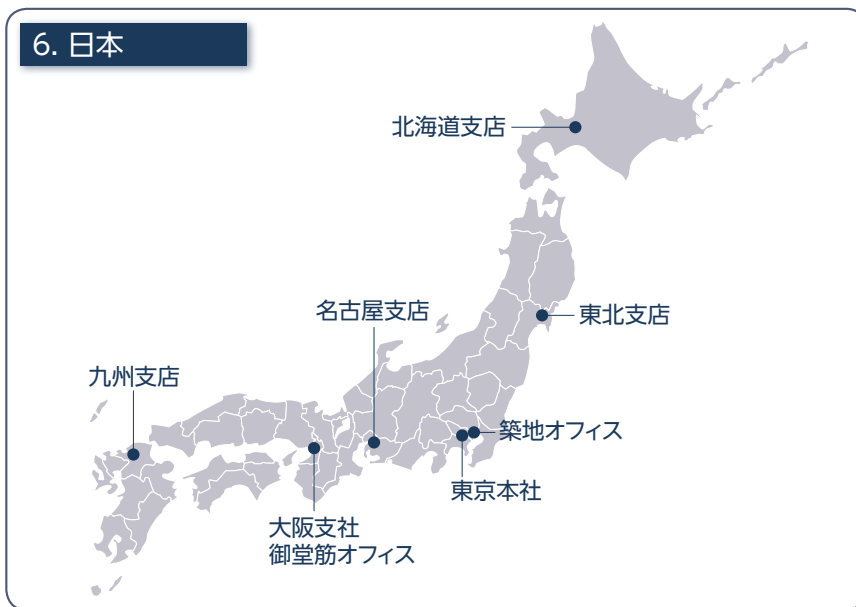 6. 日本
北海道支店
名古屋支店
東北支店
九州支店
築地オフィス
東京本社
大阪支社
御堂筋オフィス